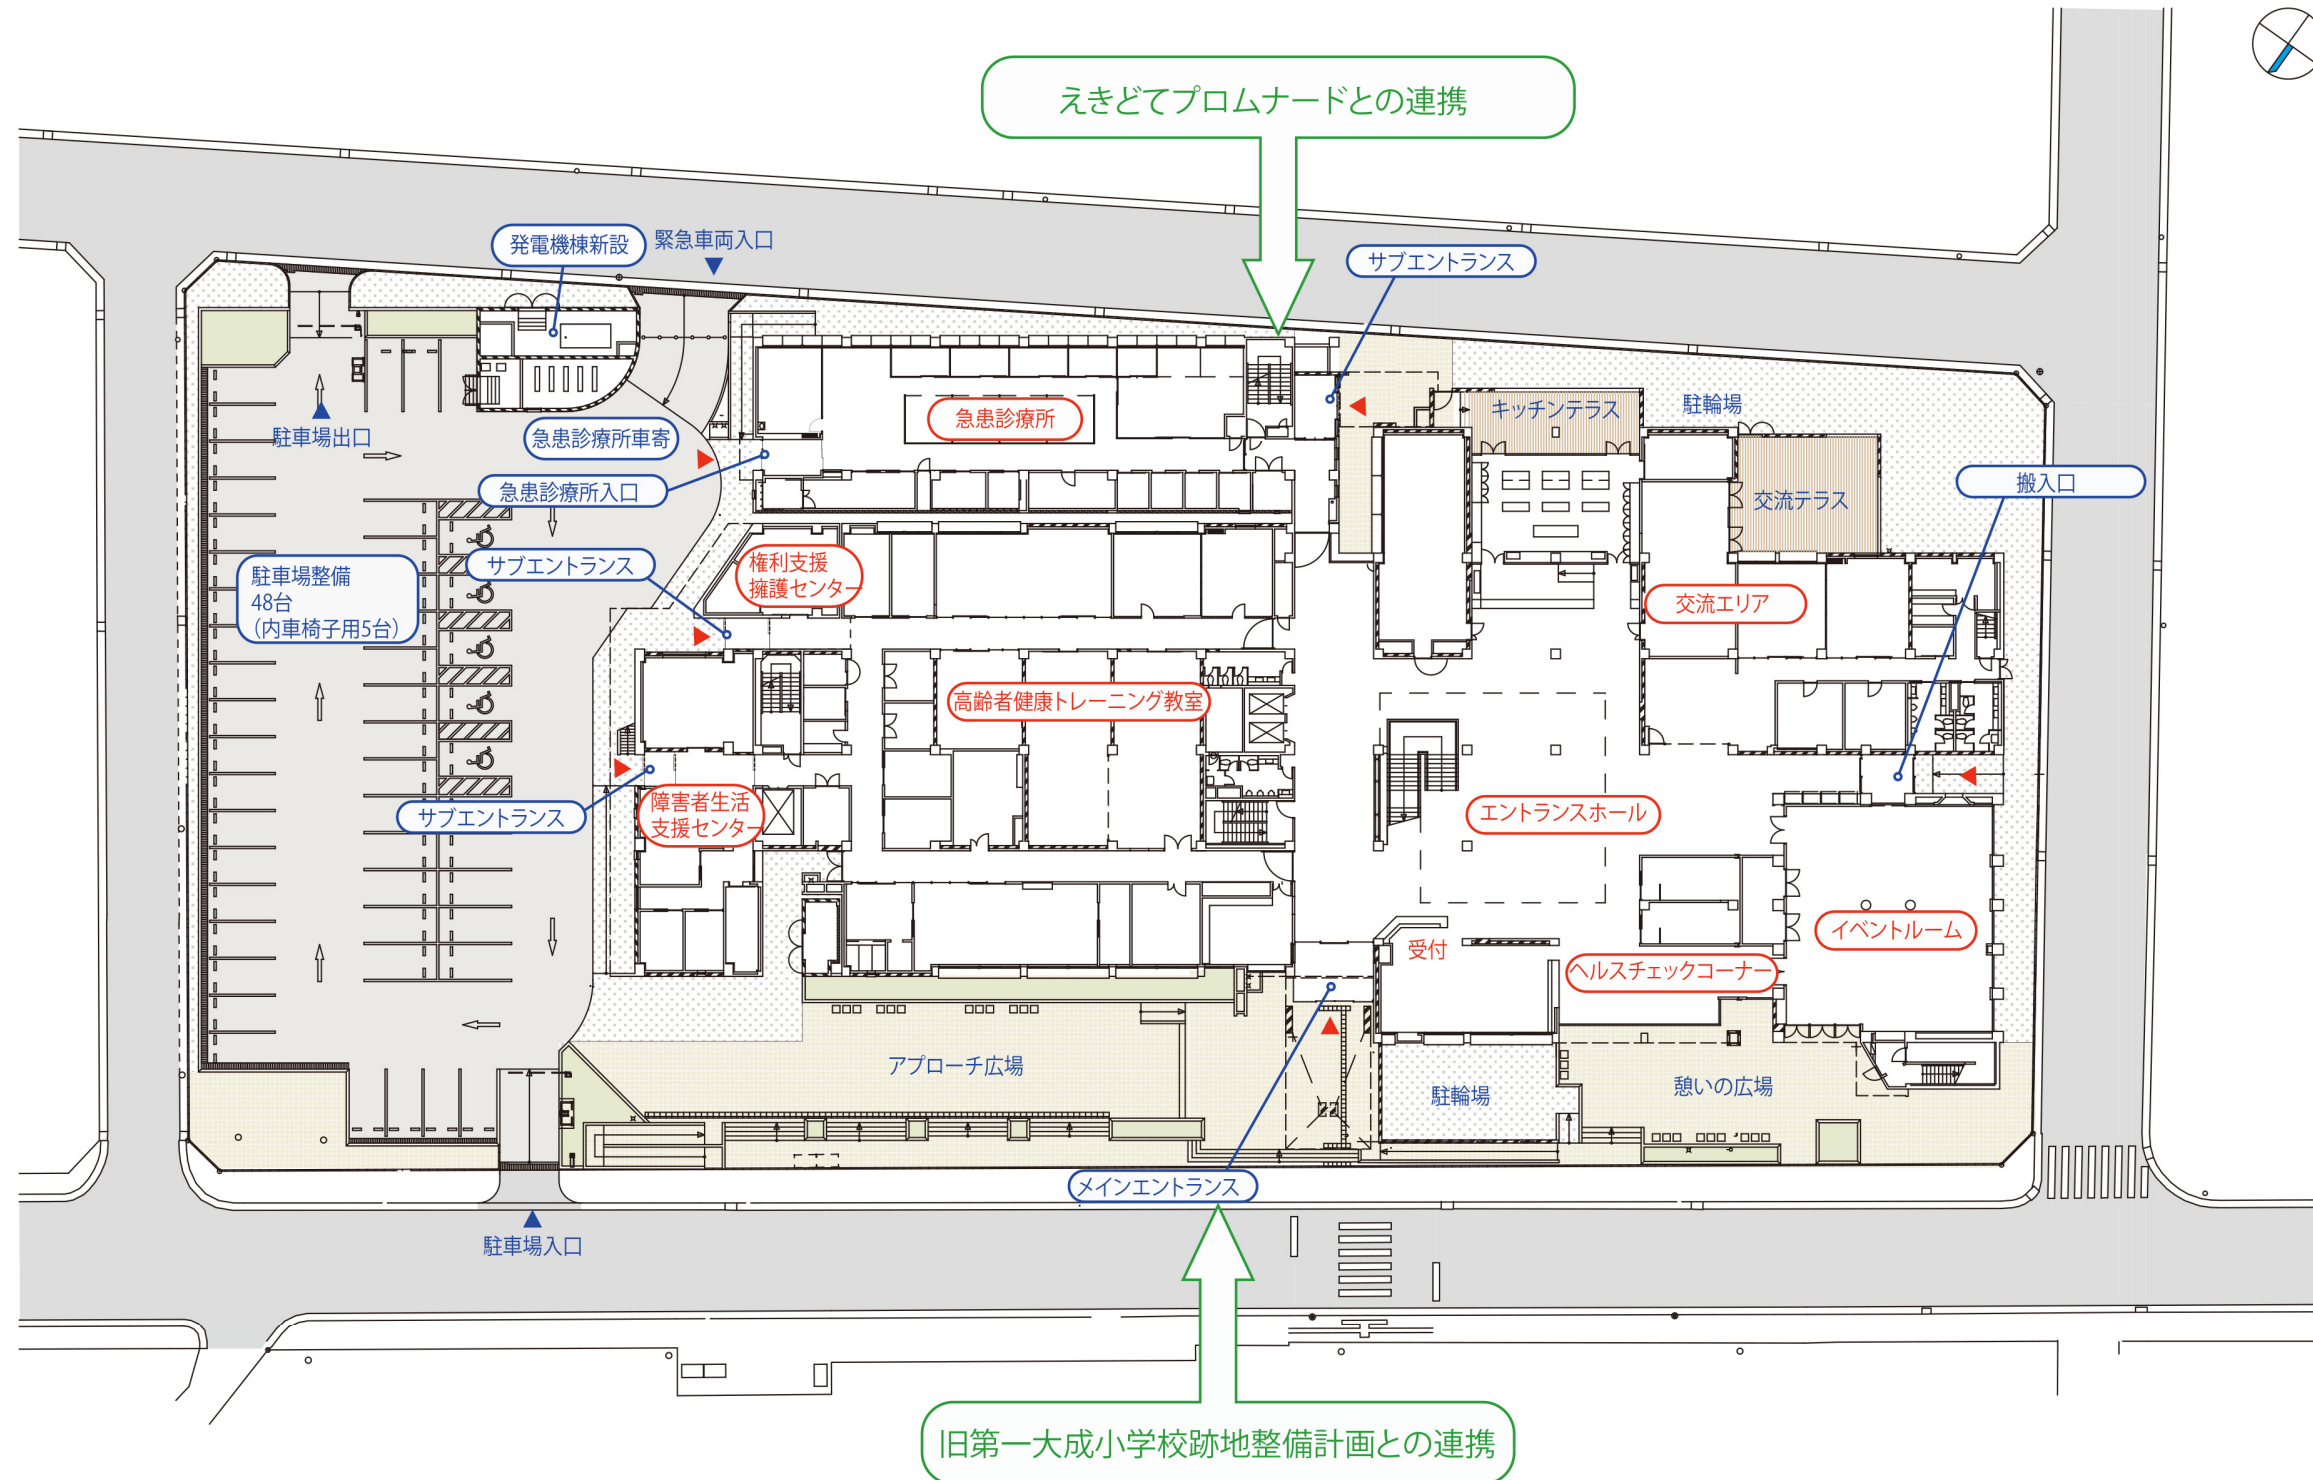 えきどてプロムナードとの連携
発電機棟新設
緊急車両入口
サブエントランス
駐車場出口
急患診療所車寄
急患診療所
キッチンテラス
駐輪場
急患診療所入口
交流テラス
搬入口
サブエントランス
権利支援
擁護センター
駐車場整備
48台
（内車椅子用5台）
交流エリア
高齢者健康トレーニング教室
サブエントランス
障害者生活
支援センター
エントランスホール
受付
イベントルーム
ヘルスチェックコーナー
アプローチ広場
駐輪場
憩いの広場
メインエントランス
駐車場入口
旧第一大成小学校跡地整備計画との連携